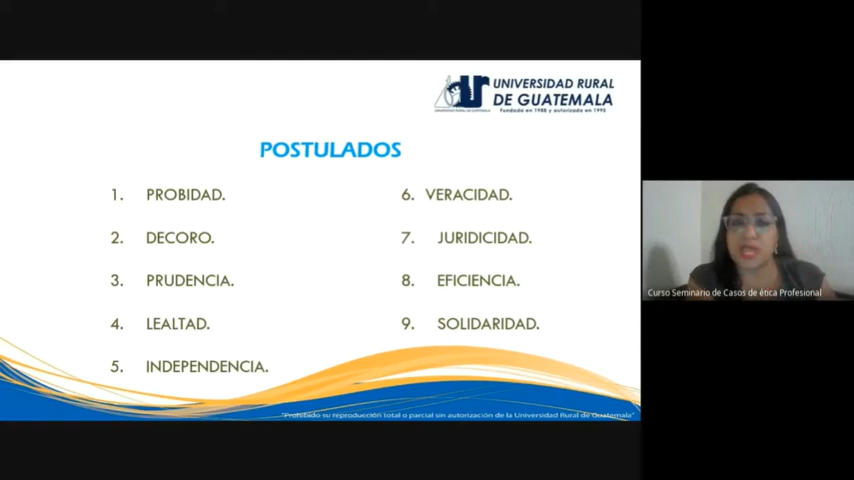 UNIVERSIDAD RURAL
DE GUATEMALA
Fundada en 1988 y autorizada en 1995
POSTULADOS
1. PROBIDAD.
2. DECORO.
3. PRUDENCIA.
4. LEALTAD.
5. INDEPENDENCIA.
6. VERACIDAD.
7. JURIDICIDAD.
8. EFICIENCIA.
9. SOLIDARIDAD.
"Prohibido su reproducción total o parcial sin autorización de la Universidad Rural de Guatemala"
Curso Seminario de Casos de ética Profesional